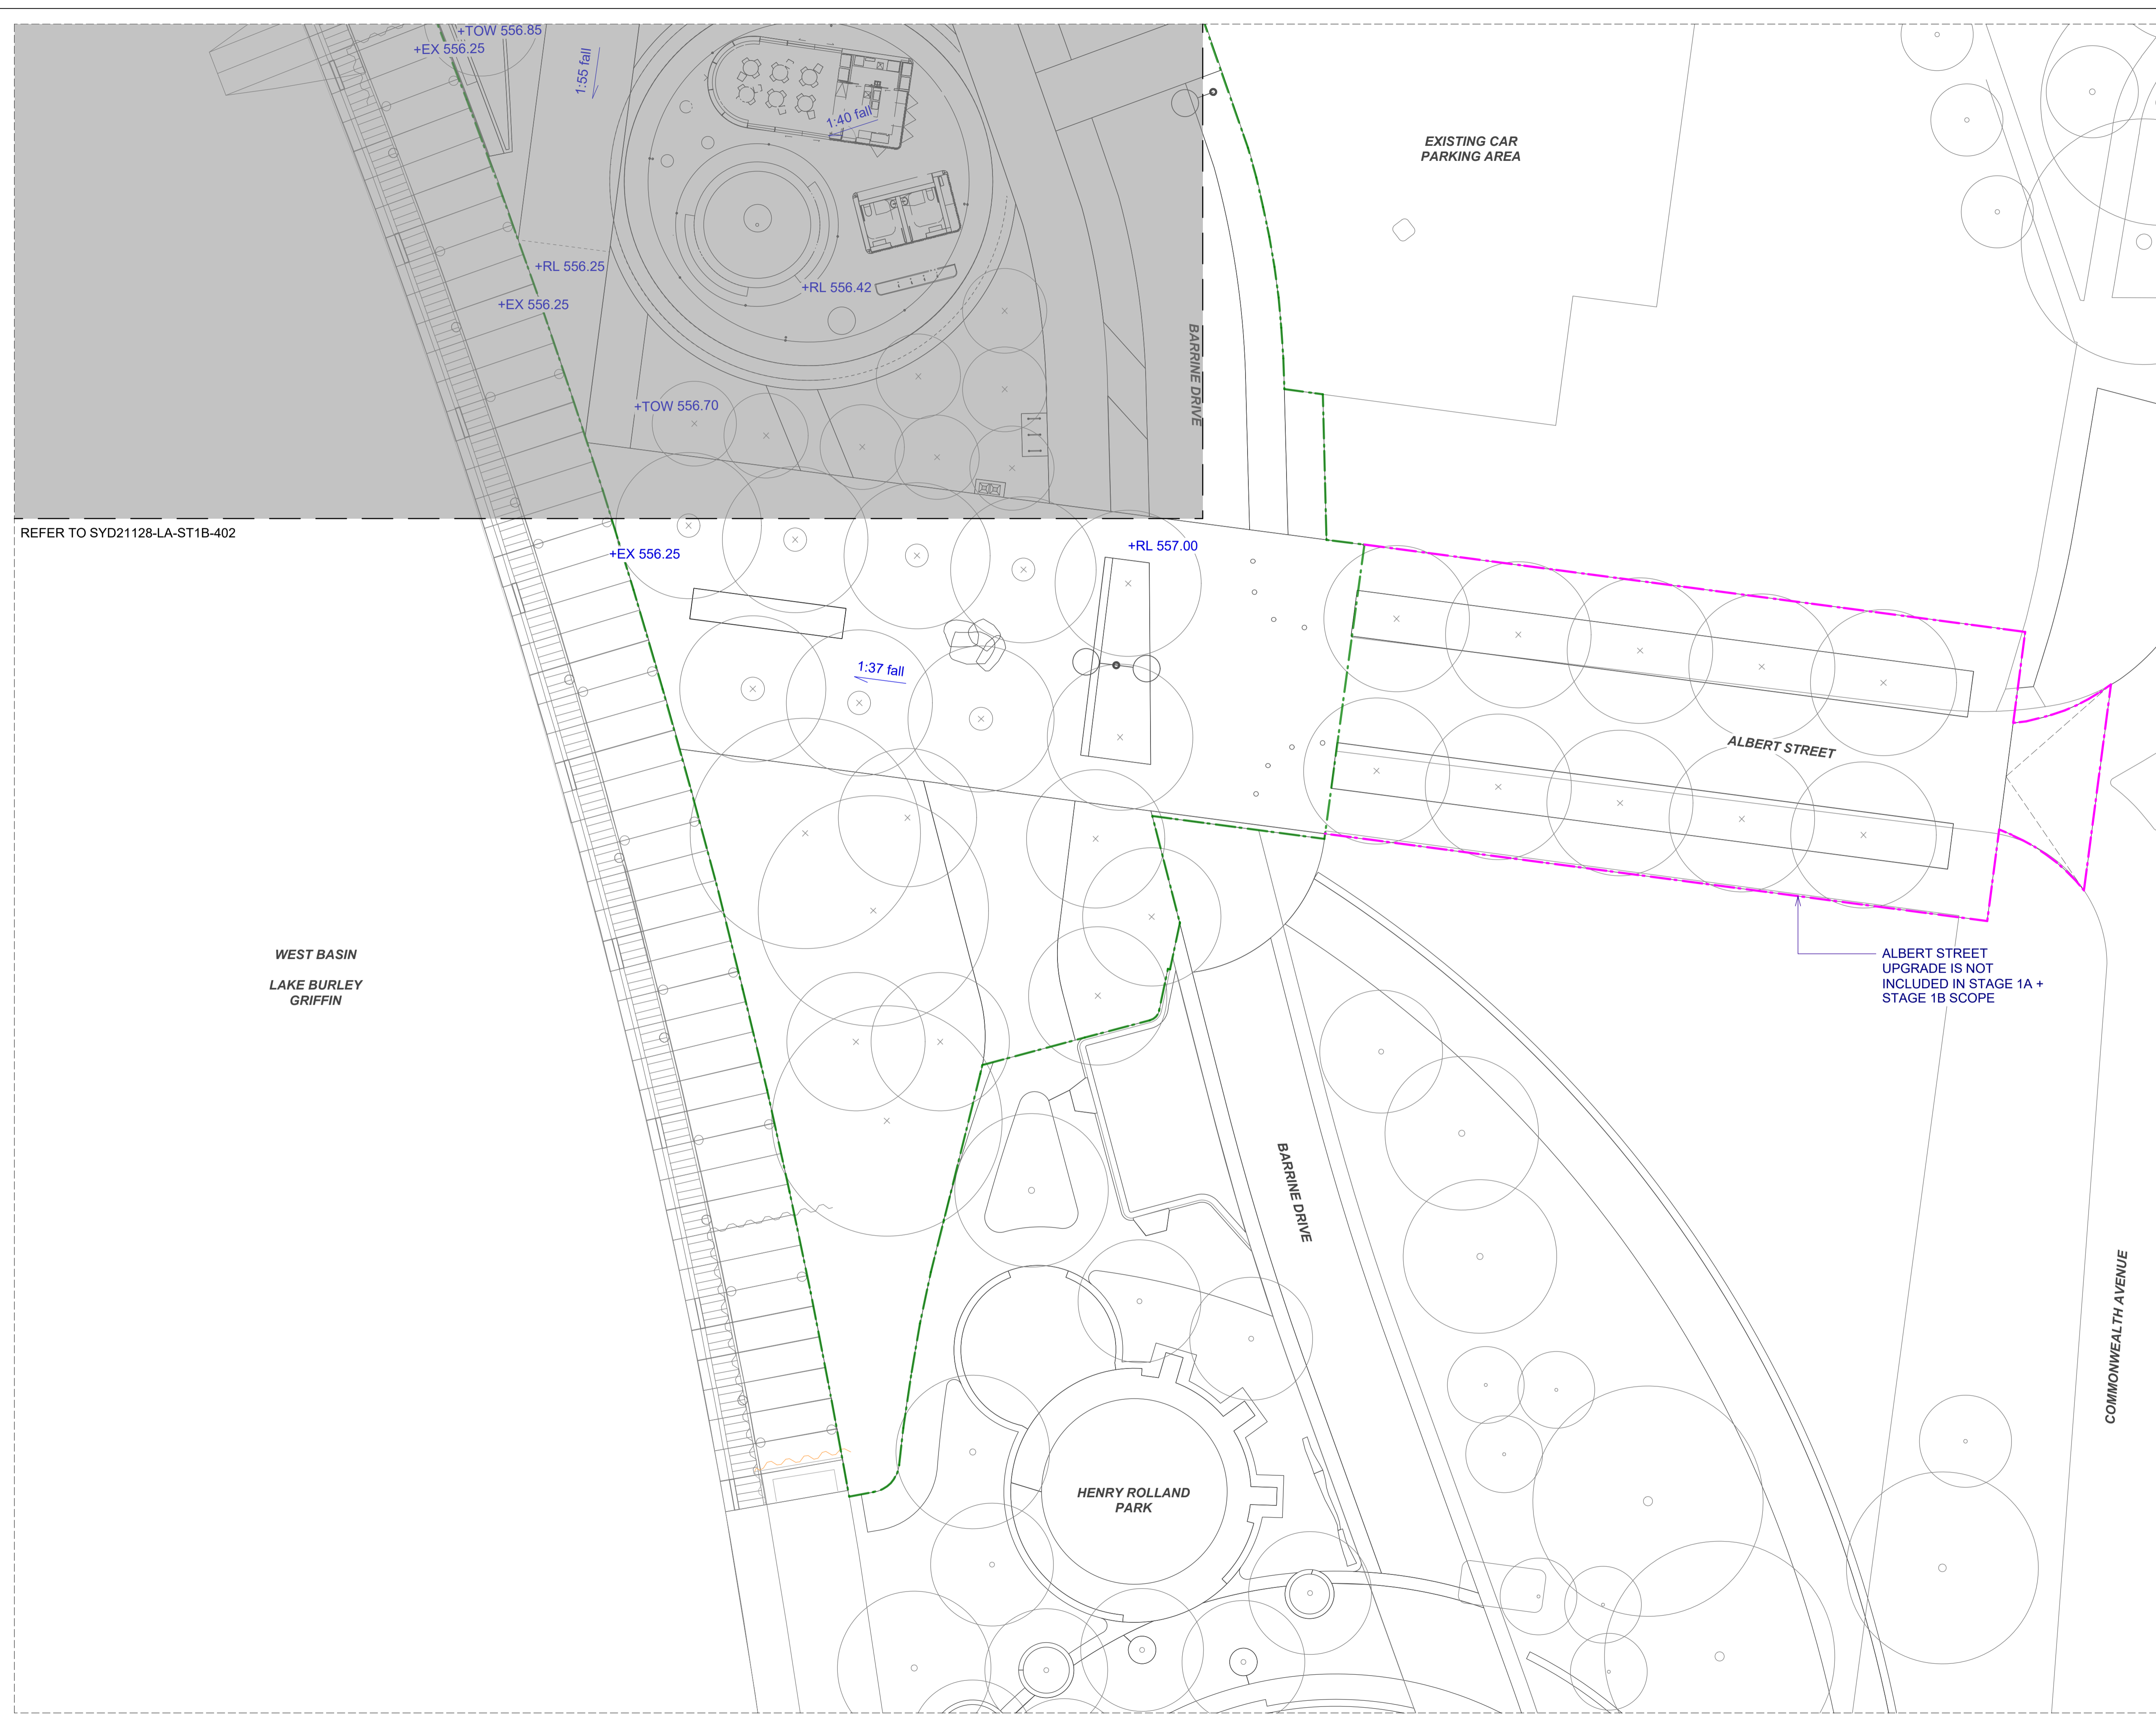 +TOW 556.85
+EX 556.25
1:55 fall
1:40 fall
EXISTING CAR
PARKING AREA
+RL 556.25
+RL 556.42
+EX 556.25
BARRINE DRIVE
+TOW 556.70
REFER TO SYD21128-LA-ST1B-402
+EX 556.25
+RL 557.00
1:37 fall
ALBERT STREET
WEST BASIN
LAKE BURLEY
GRIFFIN
ALBERT STREET
UPGRADE IS NOT
INCLUDED IN STAGE 1A +
STAGE 1B SCOPE
BARRINE DRIVE
COMMONWEALTH AVENUE
HENRY ROLLAND
PARK